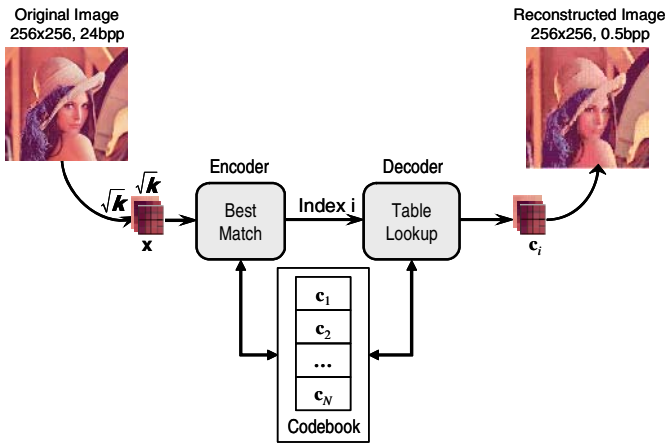 Original Image
256x256, 24bpp
Reconstructed Image
256x256, 0.5bpp
Encoder
Decoder
√k
√k
x
Best
Match
Index i
Table
Lookup
c_i
c_1
c_2
...
c_N
Codebook